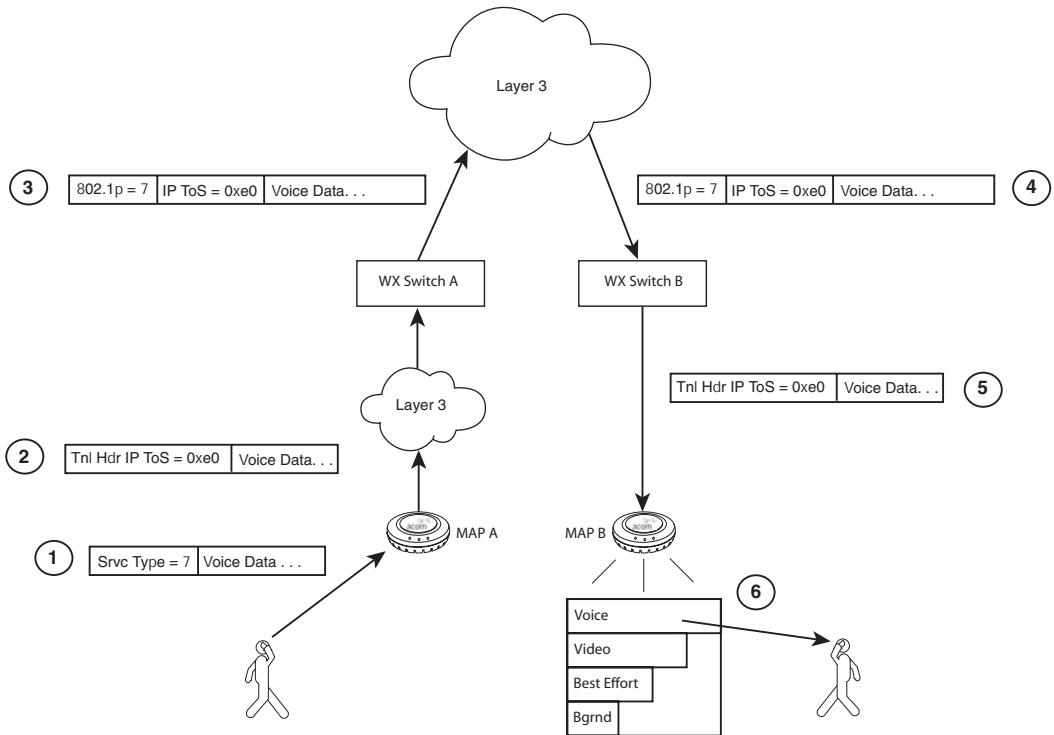 Layer 3
3
802.1p = 7 IP ToS = 0xe0 Voice Data. . .
802.1p = 7 IP ToS = 0xe0 Voice Data. . .
4
WX Switch A
WX Switch B
Tnl Hdr IP ToS = 0xe0 Voice Data. . .
5
Layer 3
2
Tnl Hdr IP ToS = 0xe0 Voice Data. . .
MAP A
MAP B
1
Srvc Type = 7 Voice Data . . .
6
Voice
Video
Best Effort
Bgrnd